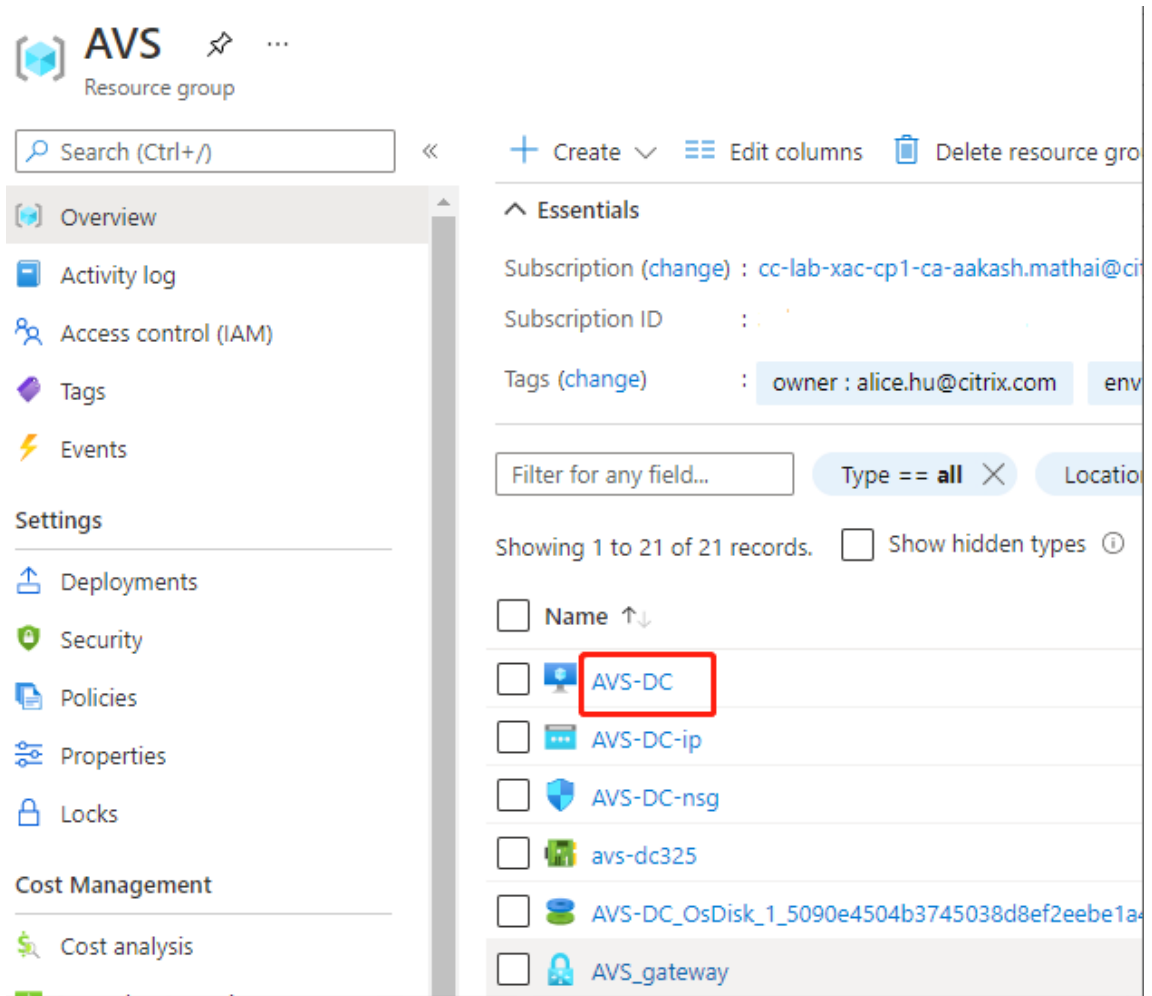 AVS
Resource group
Search (Ctrl+/)
Overview
Activity log
Access control (IAM)
Tags
Events
Settings
Deployments
Security
Policies
Properties
Locks
Cost Management
Cost analysis
Create
Edit columns
Delete resource gro
Essentials
Subscription (change) : cc-lab-xac-cp1-ca-aakash.mathai@ci
Subscription ID :
Tags (change) : owner : alice.hu@citrix.com env
Filter for any field... Type == all Locatio
Showing 1 to 21 of 21 records. Show hidden types
Name
AVS-DC
AVS-DC-ip
AVS-DC-nsg
avs-dc325
AVS-DC_OsDisk_1_5090e4504b3745038d8ef2eebe1a4
AVS_gateway